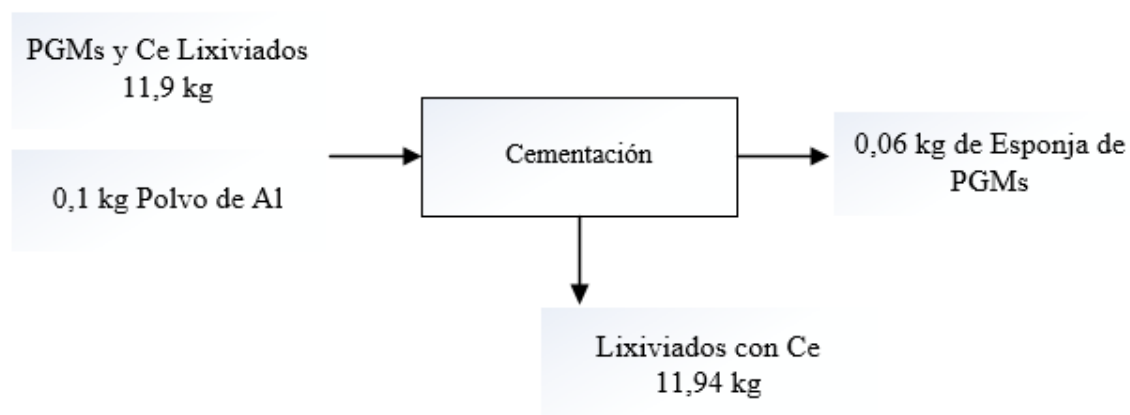 PGMs y Ce Lixiviados
11,9 kg
0,1 kg Polvo de Al
Cementación
0,06 kg de Esponja de
PGMs
Lixiviados con Ce
11,94 kg